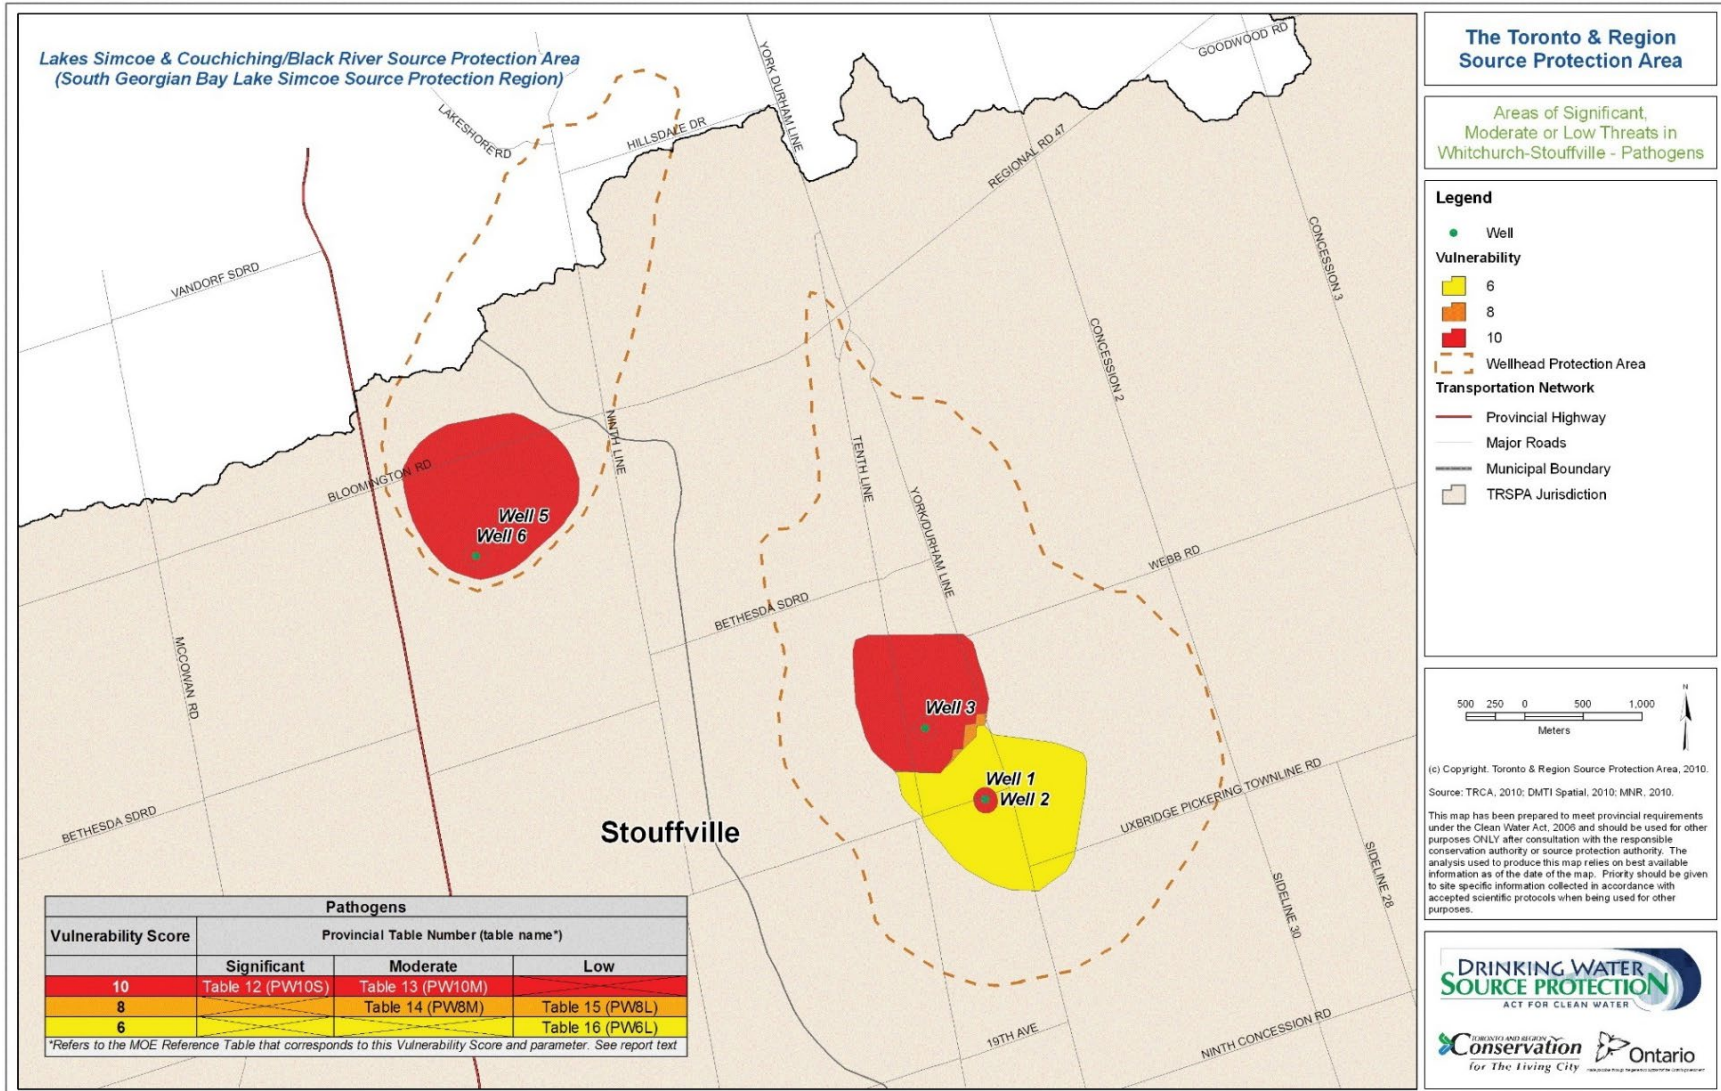 Lakes Simcoe & Couchiching/Black River Source Protection Area
(South Georgian Bay Lake Simcoe Source Protection Region)
GOODWOOD RD
YORK DURHAM LINE
LAKESHORE RD
HILLSDALE DR
REGIONAL RD 47
VANDORF SDRD
CONCESSION 3
CONCESSION 2
NINTH LINE
TENTH LINE
BLOOMINGTON RD
Well 5
Well 6
YORK/DURHAM LINE
WEBB RD
BETHESDA SDRD
MCCOWAN RD
Well 3
Well 1
Well 2
UXBRIDGE PICKERING TOWNLINE RD
BETHESDA SDRD
Stouffville
SIDELINE 30
SIDELINE 28
19TH AVE
NINTH CONCESSION RD
Pathogens
Vulnerability Score Provincial Table Number (table name*)
Significant Moderate Low
10 Table 12 (PW10S) Table 13 (PW10M)
8 Table 14 (PW8M) Table 15 (PW8L)
6 Table 16 (PW6L)
*Refers to the MOE Reference Table that corresponds to this Vulnerability Score and parameter. See report text
The Toronto & Region
Source Protection Area
Areas of Significant,
Moderate or Low Threats in
Whitchurch-Stouffville - Pathogens
Legend
Well
Vulnerability
6
8
10
Wellhead Protection Area
Transportation Network
Provincial Highway
Major Roads
Municipal Boundary
TRSPA Jurisdiction
500 250 0 500 1,000
Meters
N
(c) Copyright. Toronto & Region Source Protection Area, 2010.
Source: TRCA, 2010; DMTI Spatial, 2010; MNR, 2010.
This map has been prepared to meet provincial requirements
under the Clean Water Act, 2006 and should be used for other
purposes ONLY after consultation with the responsible
conservation authority or source protection authority. The
analysis used to produce this map relies on best available
information as of the date of the map. Priority should be given
to site specific information collected in accordance with
accepted scientific protocols when being used for other
purposes.
DRINKING WATER
SOURCE PROTECTION
ACT FOR CLEAN WATER
TORONTO AND REGION
Conservation
for The Living City
Ontario